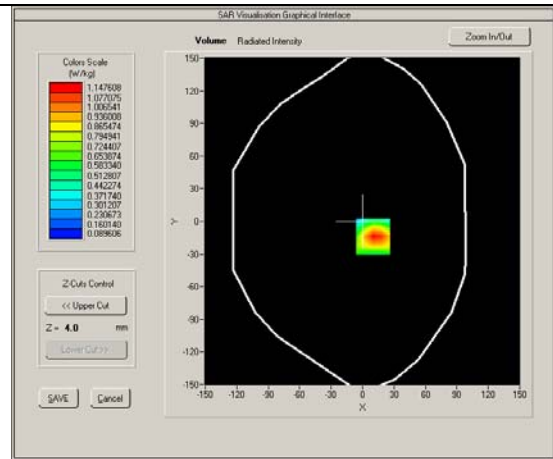 SAR Visualisation Graphical Interface
Volume Radiated Intensity
Zoom In/Out
Colors Scale
(W/kg)
1.147608
1.077075
1.006541
0.936008
0.865474
0.794941
0.724407
0.653874
0.583340
0.512807
0.442274
0.371740
0.301207
0.230673
0.160140
0.089606
Z-Cuts Control
<< Upper Cut
Z = 4.0 mm
Lower Cut >>
SAVE Cancel
150-
120-
90-
60-
30-
Y 0-
-30-
-60-
-90-
-120-
-150-
-150 -120 -90 -60 -30 0 30 60 90 120 150
X